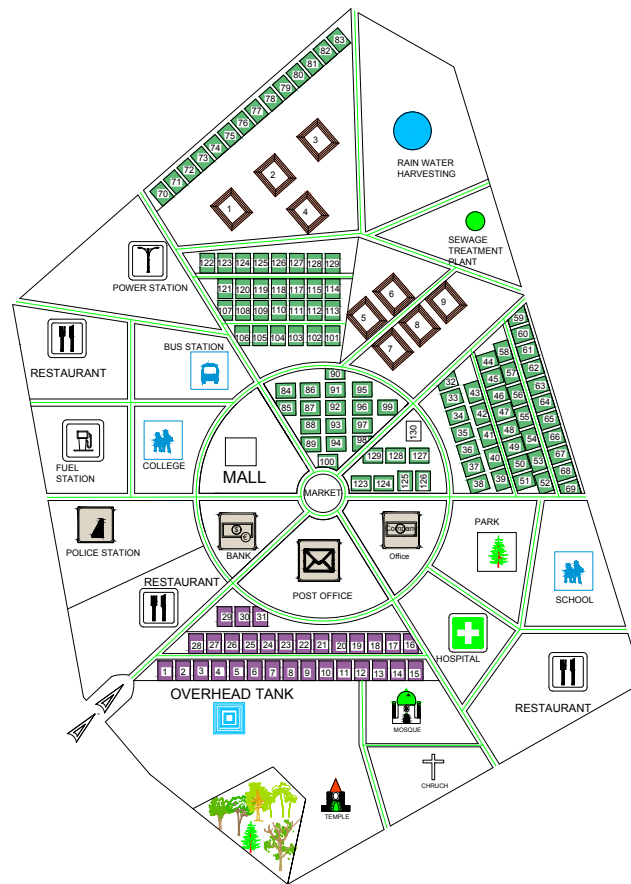 83
82
81
80
79
78
77
76
75
74
73
72
71
70
3
2
1
4
RAIN WATER
HARVESTING
SEWAGE
TREATMENT
PLANT
POWER STATION
122 123 124 125 126 127 128 129
121 120 119 118 117 115 114
107 108 109 110 111 112 113
106 105 104 103 102 101
6
5
9
8
7
RESTAURANT
BUS STATION
FUEL
STATION
COLLEGE
MALL
90
84 86 91 95
85 87 92 96 99
88 93 97
89 94 98
100
130
129 128 127
123 124 125 126
MARKET
59
58 60
44 57 61
32 43 45 56 62
33 42 46 55 63
34 41 47 54 64
35 48 65
36 40 49 53 66
37 50 67
38 39 51 52 68
69
POLICE STATION
BANK
$
€
POST OFFICE
Company
Office
PARK
SCHOOL
RESTAURANT
29 30 31
28 27 26 25 24 23 22 21 20 19 18 17 16
1 2 3 4 5 6 7 8 9 10 11 12 13 14 15
HOSPITAL
OVERHEAD TANK
MOSQUE
RESTAURANT
CHRUCH
TEMPLE